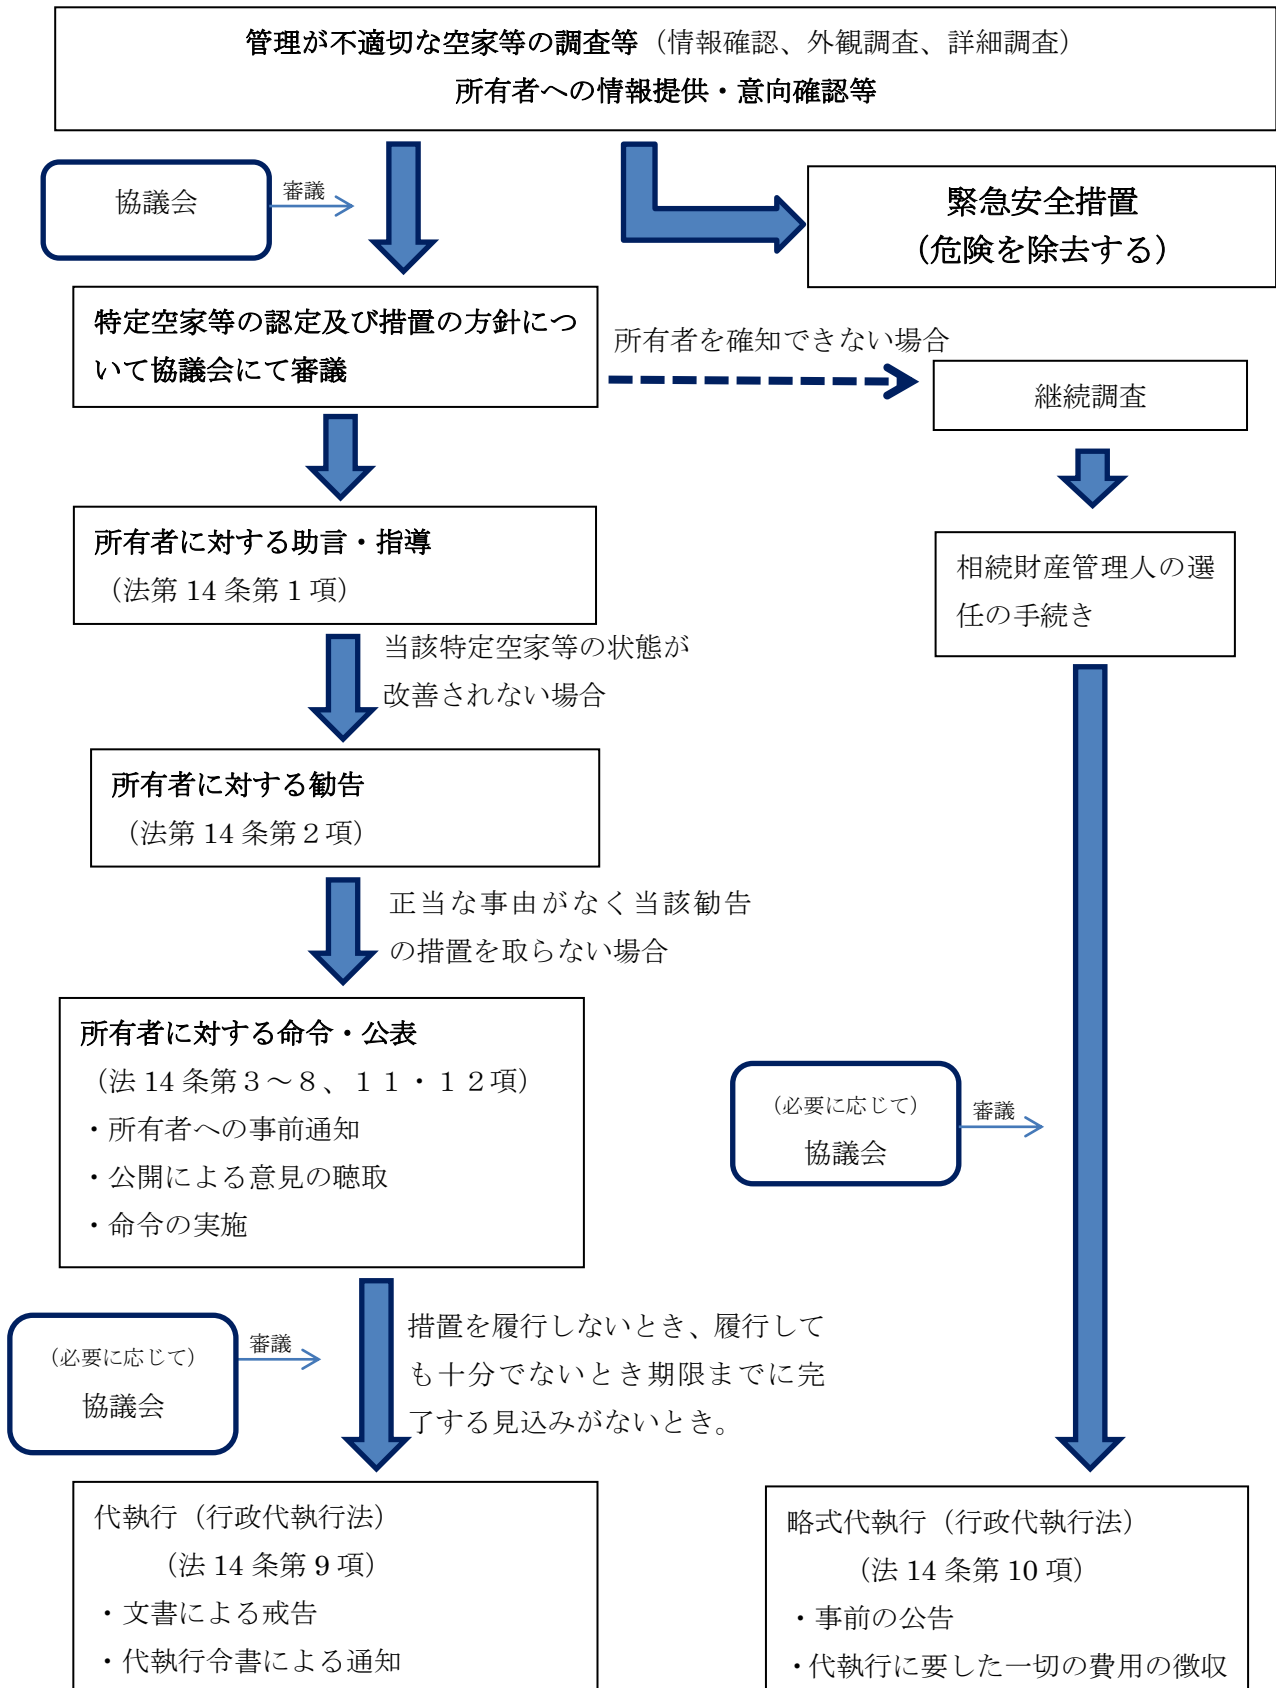 管理が不適切な空家等の調査等（情報確認、外観調査、詳細調査）
所有者への情報提供・意向確認等
協議会
審議
緊急安全措置
（危険を除去する）
特定空家等の認定及び措置の方針につ
いて協議会にて審議
所有者を確知できない場合
継続調査
所有者に対する助言・指導
（法第 14 条第１項）
相続財産管理人の選
任の手続き
当該特定空家等の状態が
改善されない場合
所有者に対する勧告
（法第 14 条第２項）
正当な事由がなく当該勧告
の措置を取らない場合
所有者に対する命令・公表
（法 14 条第３～８、１１・１２項）
・所有者への事前通知
・公開による意見の聴取
・命令の実施
（必要に応じて）
協議会
審議
（必要に応じて）
協議会
審議
措置を履行しないとき、履行して
も十分でないとき期限までに完
了する見込みがないとき。
代執行（行政代執行法）
（法 14 条第 9 項）
・文書による戒告
・代執行令書による通知
略式代執行（行政代執行法）
（法 14 条第 10 項）
・事前の公告
・代執行に要した一切の費用の徴収